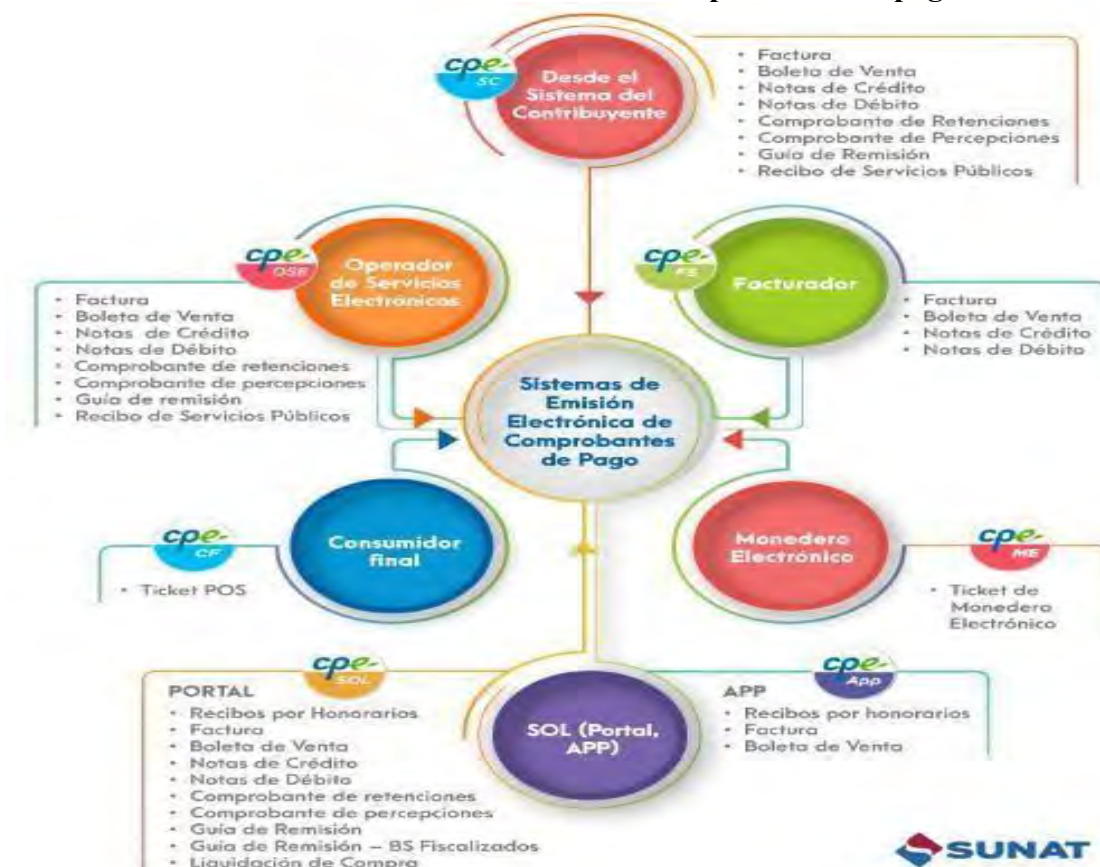 cpe-
SC
Desde el
Sistema del
Contribuyente
• Factura
• Boleta de Venta
• Notas de Crédito
• Notas de Débito
• Comprobante de Retenciones
• Comprobante de Percepciones
• Guía de Remisión
• Recibo de Servicios Públicos
cpe-
OSE
Operador
de Servicios
Electrónicos
• Factura
• Boleta de Venta
• Notas de Crédito
• Notas de Débito
• Comprobante de retenciones
• Comprobante de percepciones
• Guía de remisión
• Recibo de Servicios Públicos
cpe-
Facturador
• Factura
• Boleta de Venta
• Notas de Crédito
• Notas de Débito
Sistemas de
Emisión
Electrónica de
Comprobantes
de Pago
cpe-
CF
Consumidor
final
• Ticket POS
Monedero
Electrónico
cpe-
ME
• Ticket de
Monedero
Electrónico
cpe-
SOL
PORTAL
• Recibos por Honorarios
• Factura
• Boleta de Venta
• Notas de Crédito
• Notas de Débito
• Comprobante de retenciones
• Comprobante de percepciones
• Guía de Remisión
• Guía de Remisión – BS Fiscalizados
• Liquidación de Compra
SOL (Portal,
APP)
cpe-
App
APP
• Recibos por honorarios
• Factura
• Boleta de Venta
SUNAT